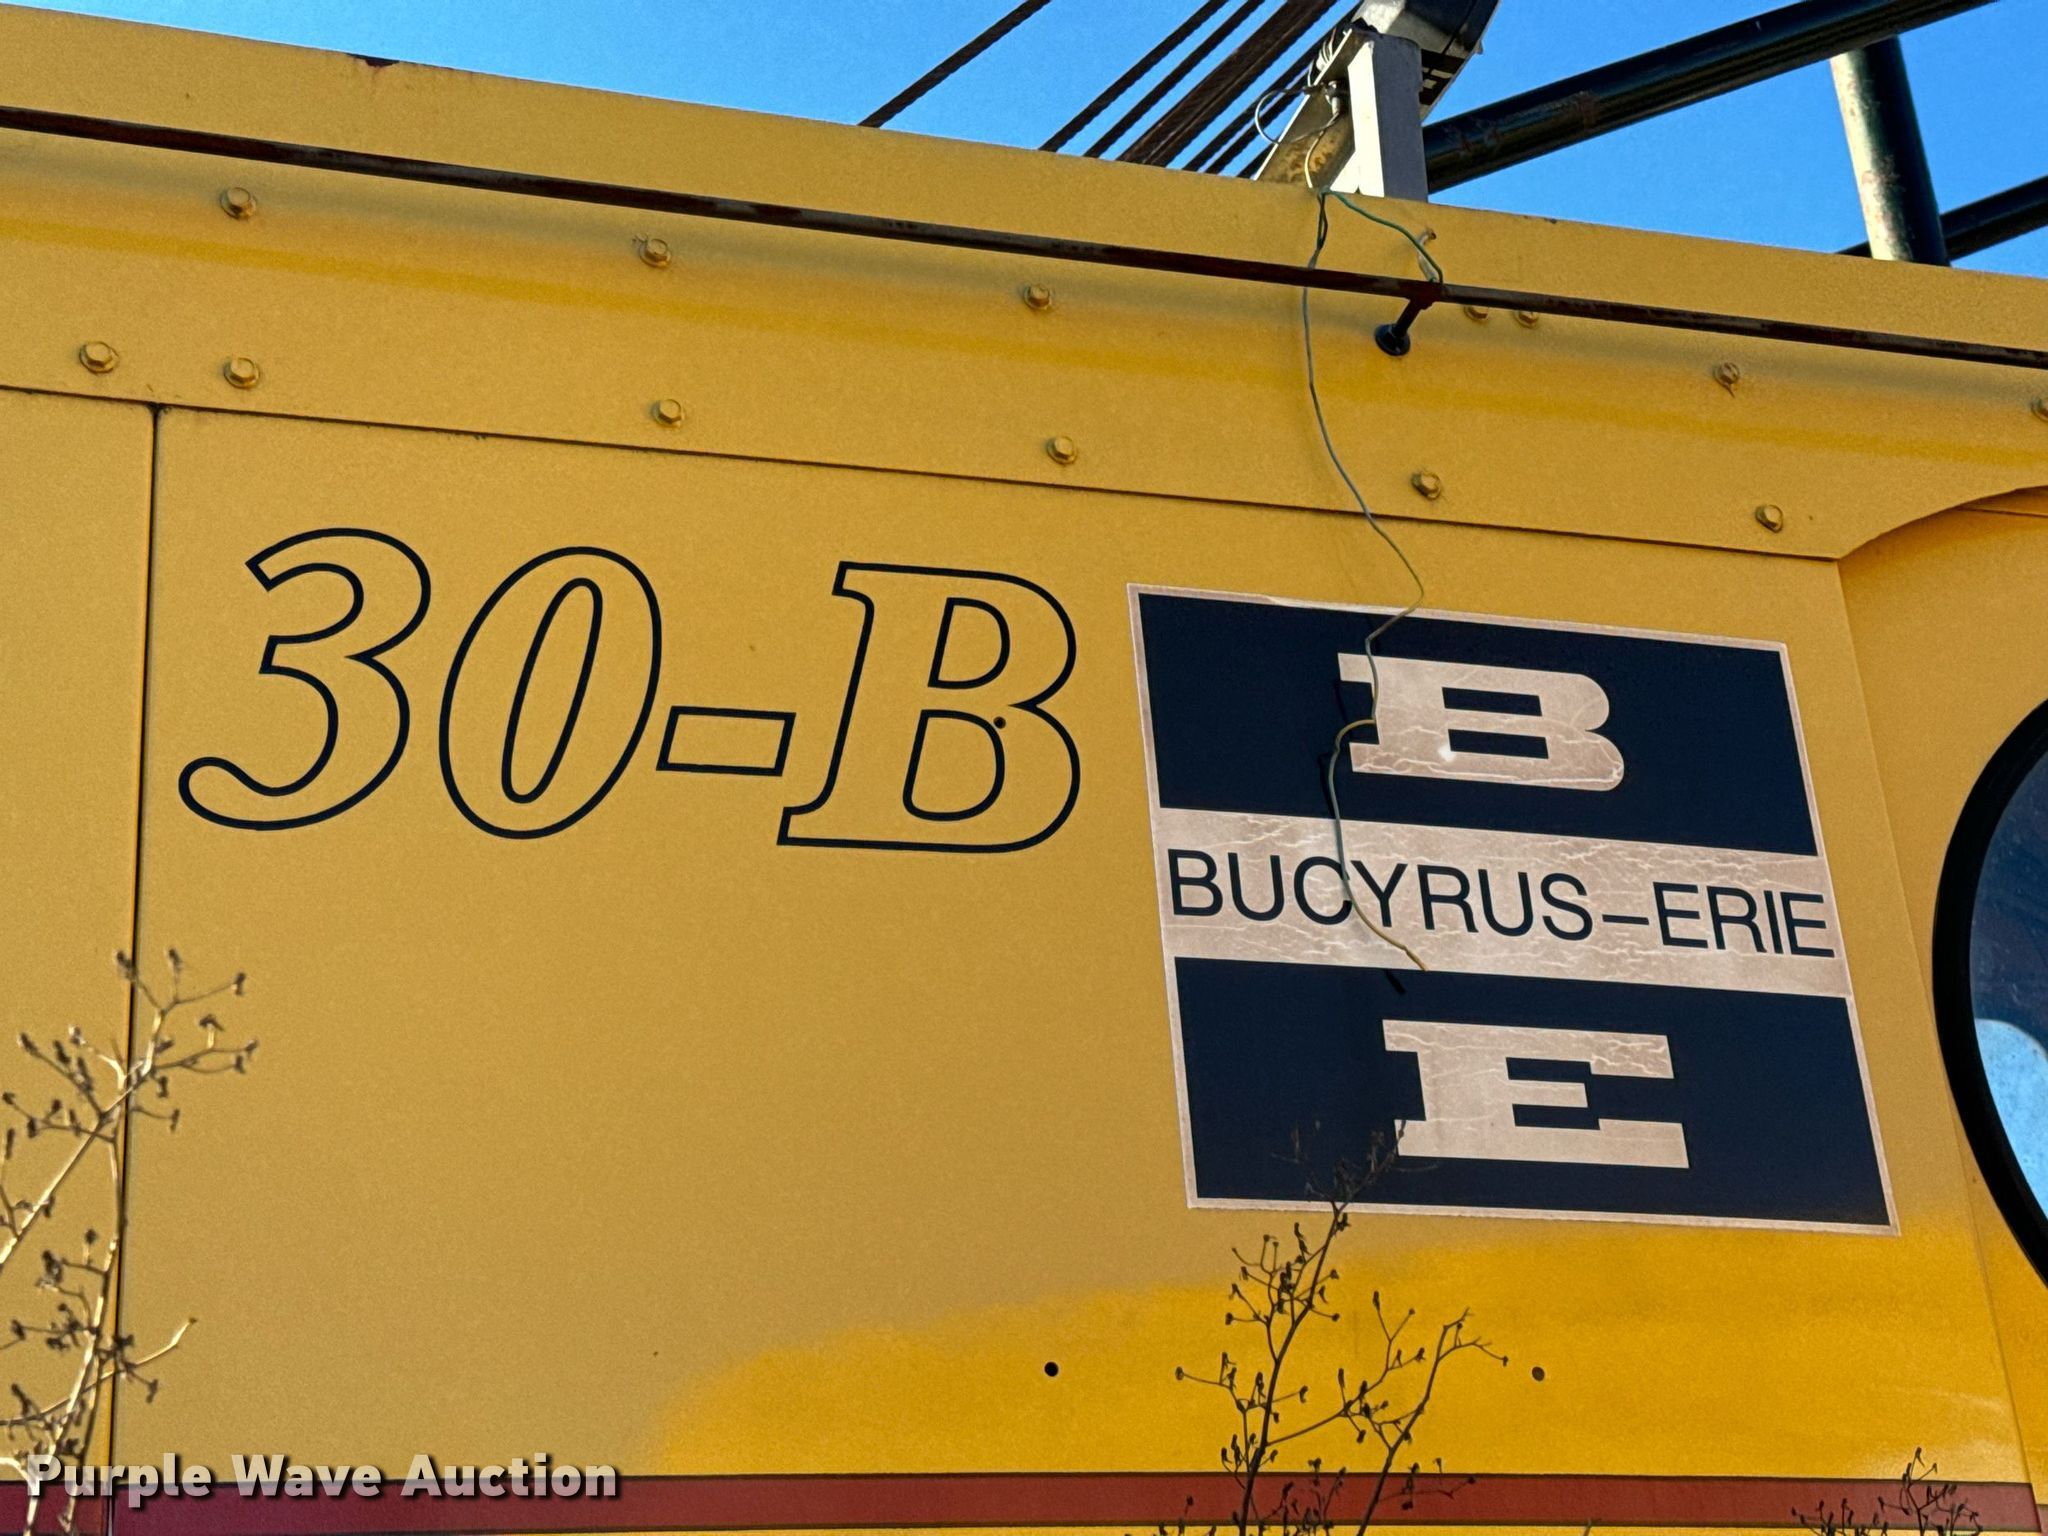 30-B
B
BUCYRUS-ERIE
E
Purple Wave Auction